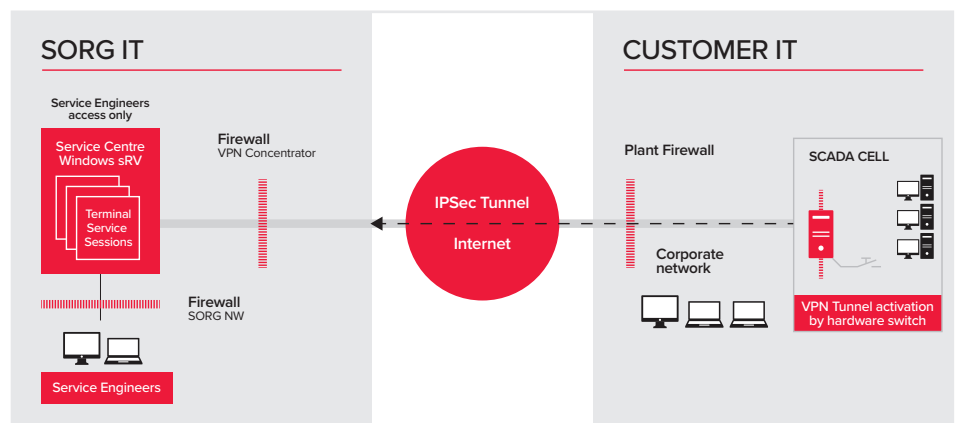 SORG IT
Service Engineers
access only
Service Centre
Windows sRV
Terminal
Service
Sessions
Firewall
VPN Concentrator
Firewall
SORG NW
Service Engineers
IPSec Tunnel
Internet
CUSTOMER IT
Plant Firewall
Corporate
network
SCADA CELL
VPN Tunnel activation
by hardware switch